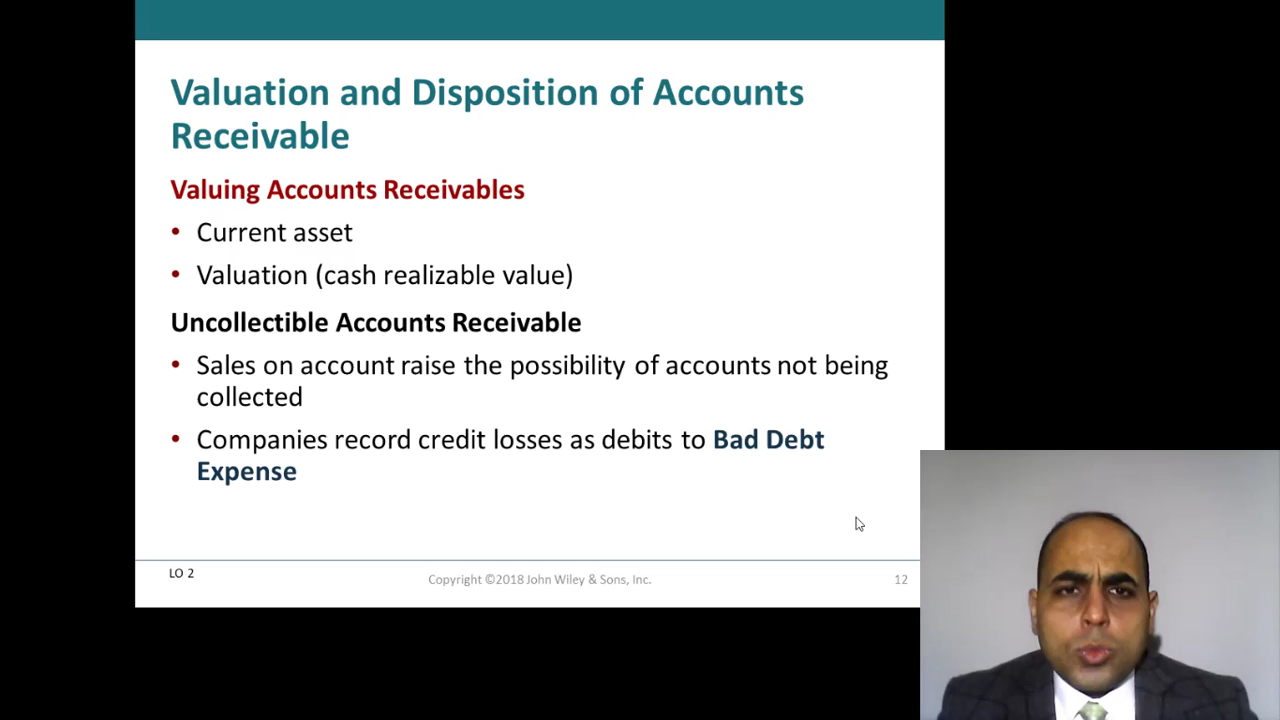 Valuation and Disposition of Accounts
Receivable
Valuing Accounts Receivables
• Current asset
• Valuation (cash realizable value)
Uncollectible Accounts Receivable
• Sales on account raise the possibility of accounts not being
collected
• Companies record credit losses as debits to Bad Debt
Expense
LO 2
Copyright ©2018 John Wiley & Sons, Inc.
12